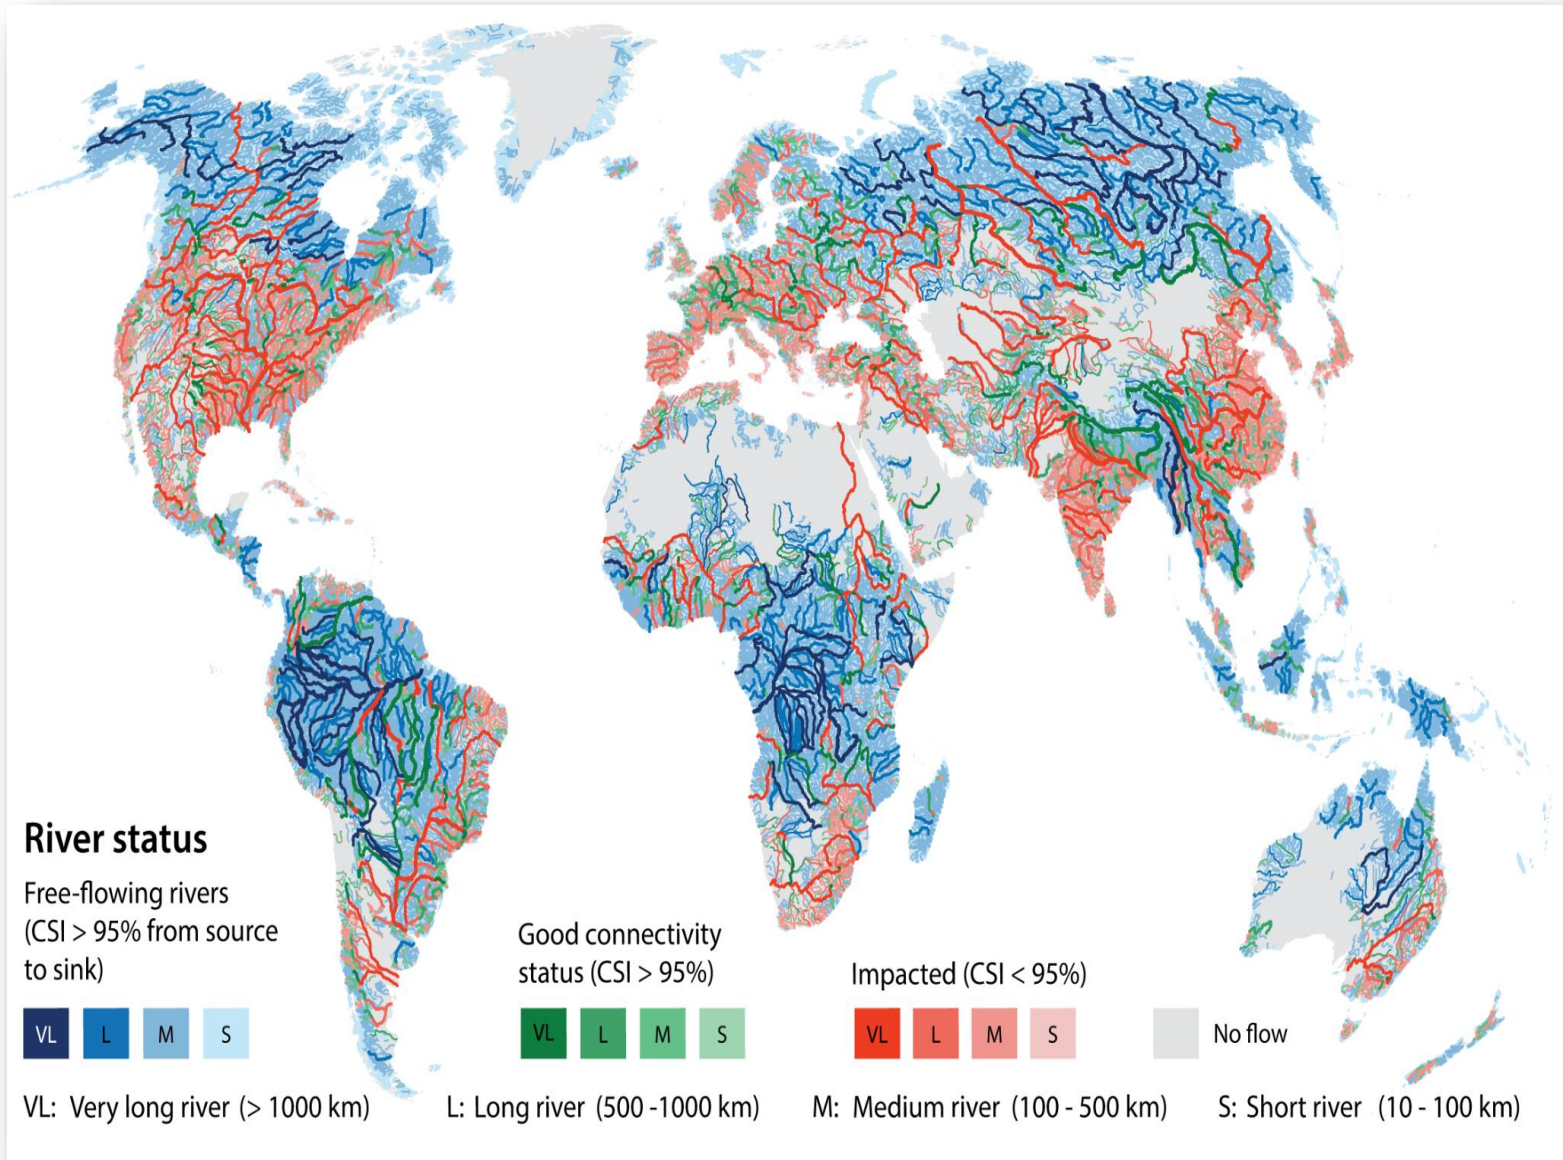 River status
Free-flowing rivers
(CSI > 95% from source
to sink)
VL L M S
Good connectivity
status (CSI > 95%)
VL L M S
Impacted (CSI < 95%)
VL L M S
No flow
VL: Very long river (> 1000 km)
L: Long river (500 -1000 km)
M: Medium river (100 - 500 km)
S: Short river (10 - 100 km)